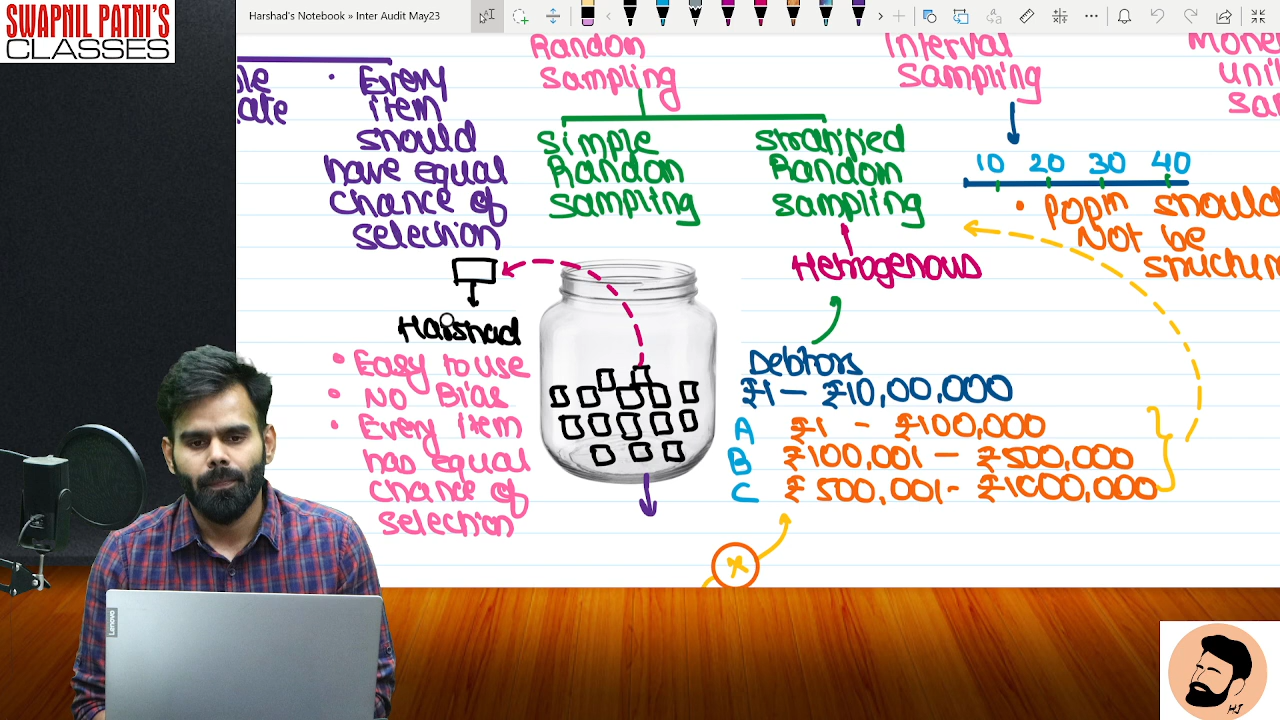 SWAPNIL PATNI'S
CLASSES
Harshad's Notebook » Inter Audit May23
Every
item
should
have equal
chance of
selection
Random
Sampling
Simple
Random
Sampling
Stratified
Random
Sampling
Hetrogenous
Interval
Sampling
10 20 30 40
• Popn should
Not be
Harshad
• Easy to use
• No Bias
• Every item
has equal
chance of
selection
Debtors
₹1 - ₹10,00,000
A ₹1 - ₹100,000
B ₹100,001 - ₹500,000
C ₹500,001 - ₹1000,000
Lenovo
HJ